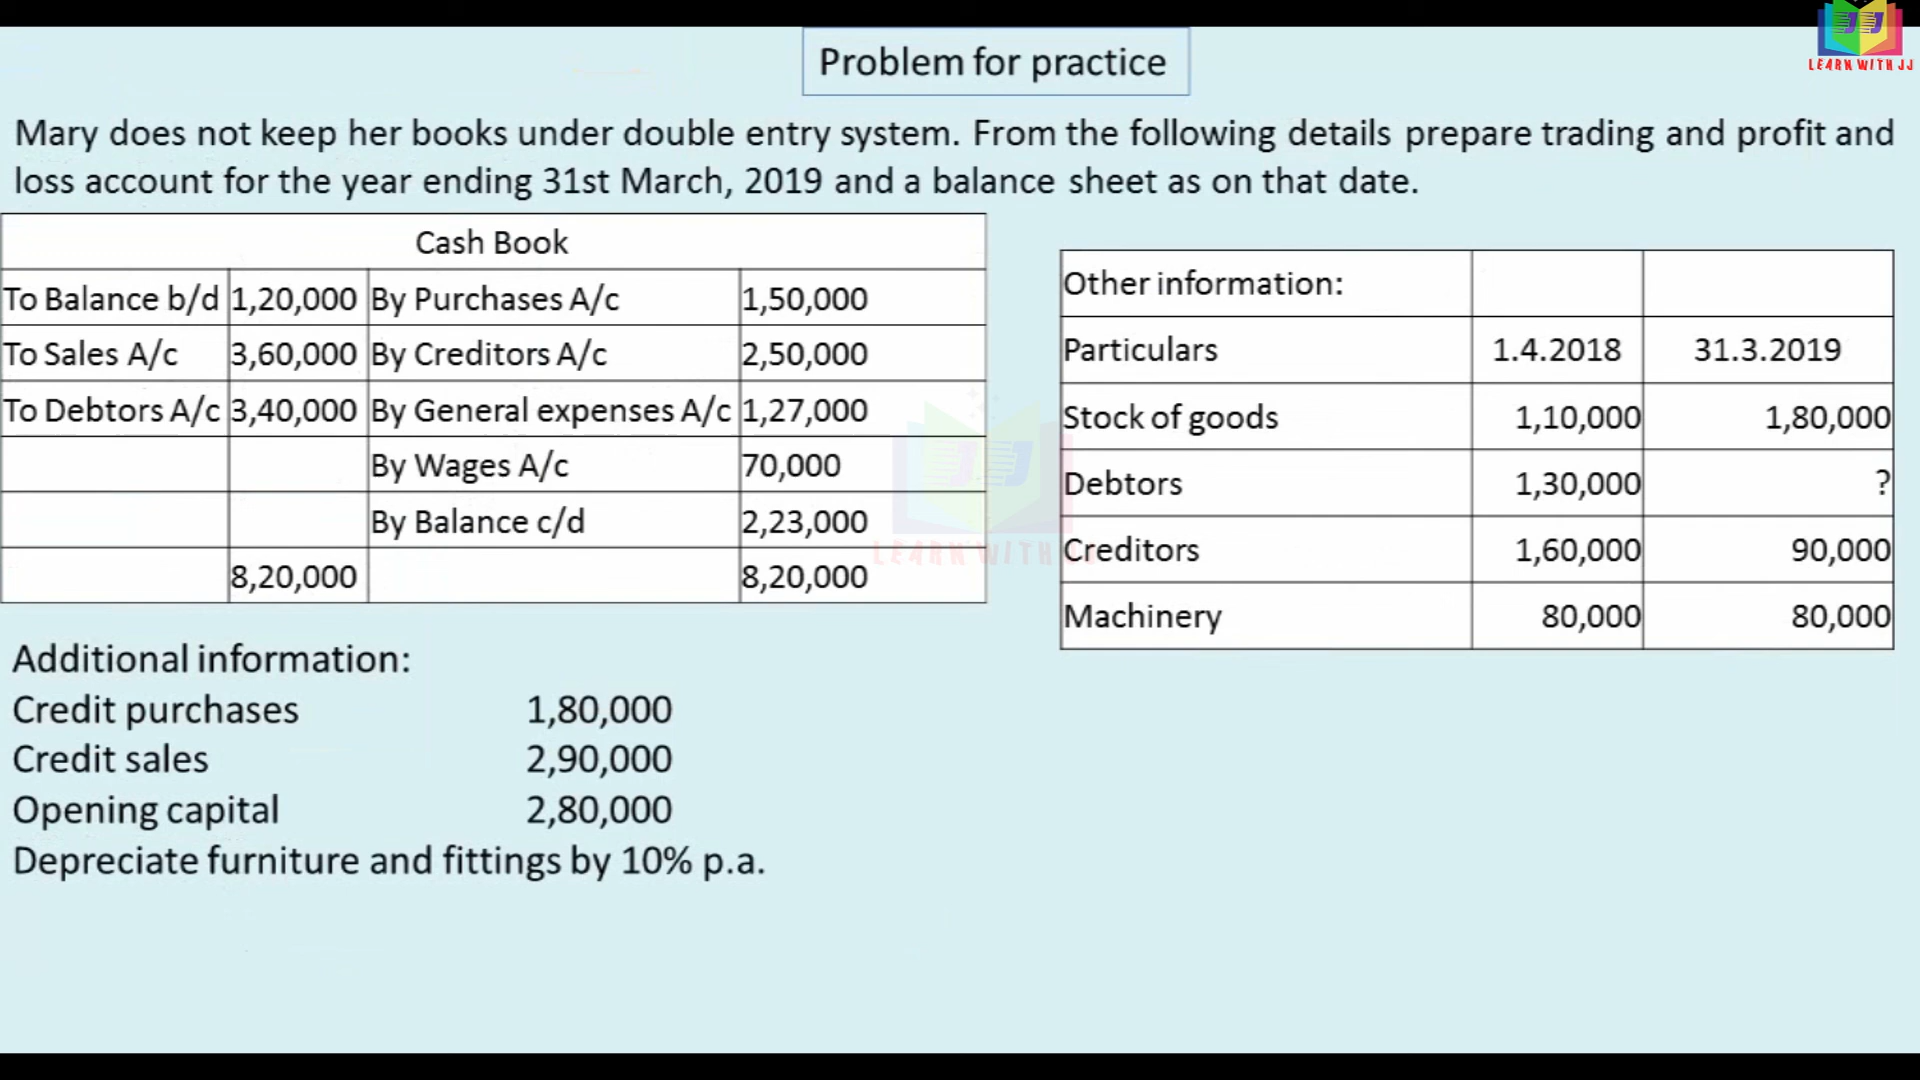 LEARN WITH JJ
Problem for practice
Mary does not keep her books under double entry system. From the following details prepare trading and profit and
loss account for the year ending 31st March, 2019 and a balance sheet as on that date.
Cash Book
To Balance b/d 1,20,000 By Purchases A/c 1,50,000
To Sales A/c 3,60,000 By Creditors A/c 2,50,000
To Debtors A/c 3,40,000 By General expenses A/c 1,27,000
By Wages A/c 70,000
By Balance c/d 2,23,000
8,20,000 8,20,000
Other information:
Particulars 1.4.2018 31.3.2019
Stock of goods 1,10,000 1,80,000
Debtors 1,30,000 ?
Creditors 1,60,000 90,000
Machinery 80,000 80,000
LEARN WITH JJ
Additional information:
Credit purchases 1,80,000
Credit sales 2,90,000
Opening capital 2,80,000
Depreciate furniture and fittings by 10% p.a.